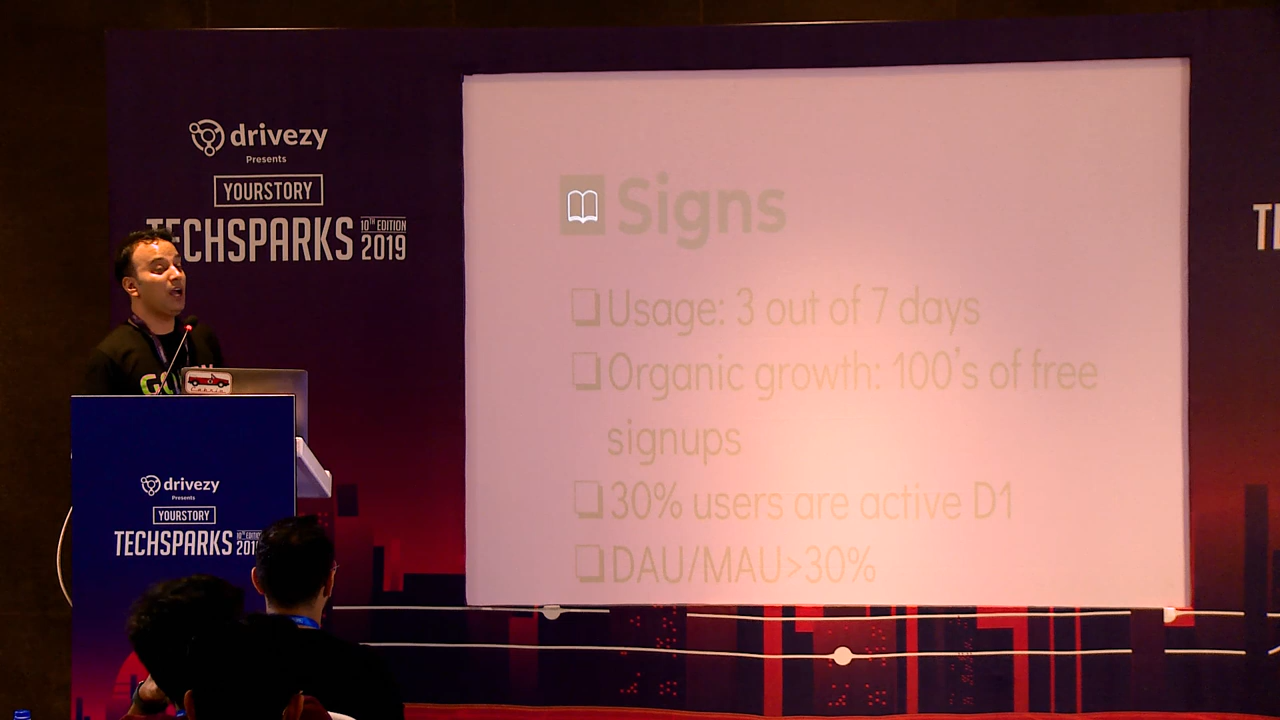 drivezy
Presents
YOURSTORY
TECHSPARKS 10TH EDITION 2019
Signs
Usage: 3 out of 7 days
Organic growth: 100's of free
signups
30% users are active D1
DAU/MAU>30%
drivezy
Presents
YOURSTORY
TECHSPARKS